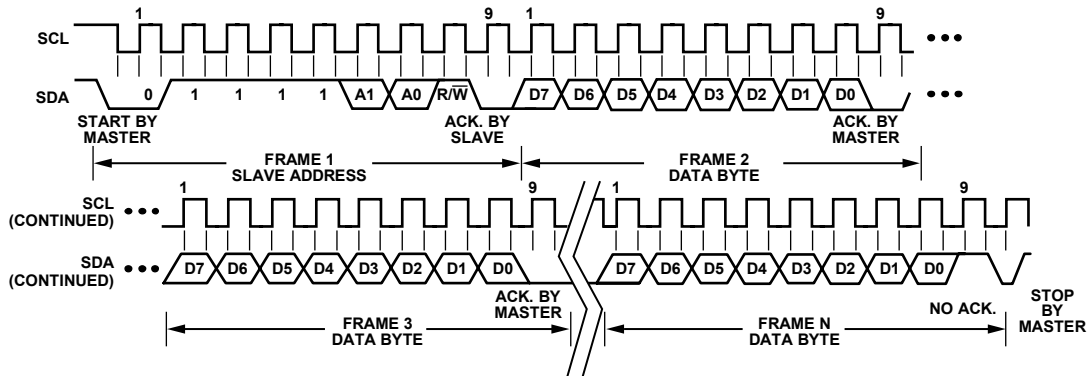 1 9 1 9
SCL •••
SDA 0 1 1 1 1 A1 A0 R/W̅ D7 D6 D5 D4 D3 D2 D1 D0 •••
START BY MASTER
ACK. BY SLAVE
ACK. BY MASTER
FRAME 1 SLAVE ADDRESS
FRAME 2 DATA BYTE
1 9 1 9
SCL (CONTINUED) •••
SDA (CONTINUED) ••• D7 D6 D5 D4 D3 D2 D1 D0 D7 D6 D5 D4 D3 D2 D1 D0
ACK. BY MASTER
NO ACK.
STOP BY MASTER
FRAME 3 DATA BYTE
FRAME N DATA BYTE